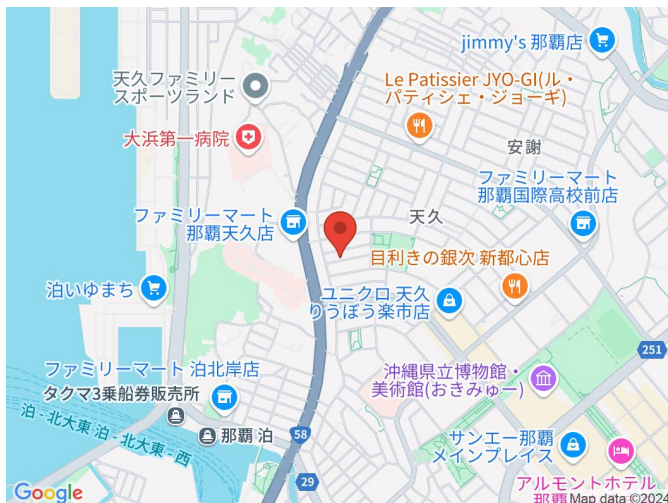 jimmy's 那覇店
天久ファミリー
スポーツランド
Le Patissier JYO-GI(ル・
パティシェ・ジョーギ)
大浜第一病院
安謝
ファミリーマート
那覇国際高校前店
ファミリーマート
那覇天久店
天久
目利きの銀次 新都心店
泊いゆまち
ユニクロ 天久
りうぼう楽市店
251
ファミリーマート 泊北岸店
沖縄県立博物館・
美術館(おきみゅー)
タクマ3乗船券販売所
泊-北大東
泊-北大東-西
那覇 泊
58
サンエー那覇
メインプレイス
29
アルモントホテル
那覇
Google
Map data ©2024